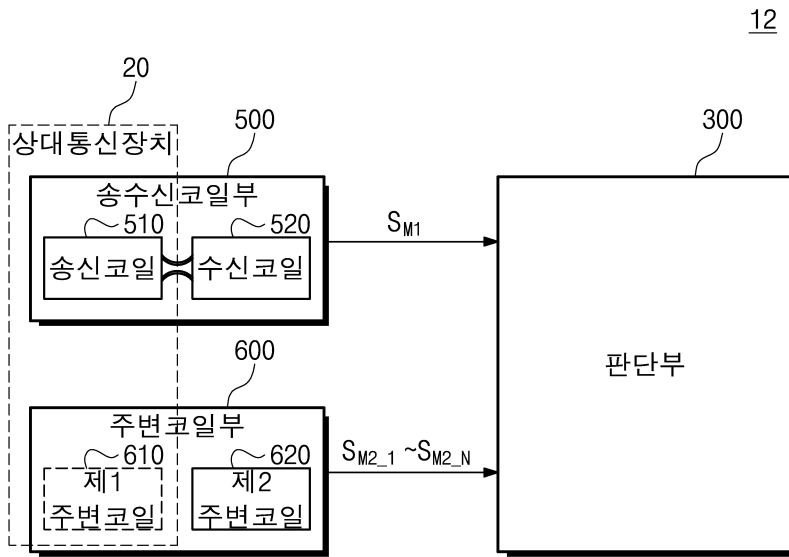 12
20
상대통신장치
500
300
송수신코일부
510
520
송신코일
수신코일
S_M1
판단부
600
주변코일부
610
620
제1
주변코일
제2
주변코일
S_M2_1 ~S_M2_N